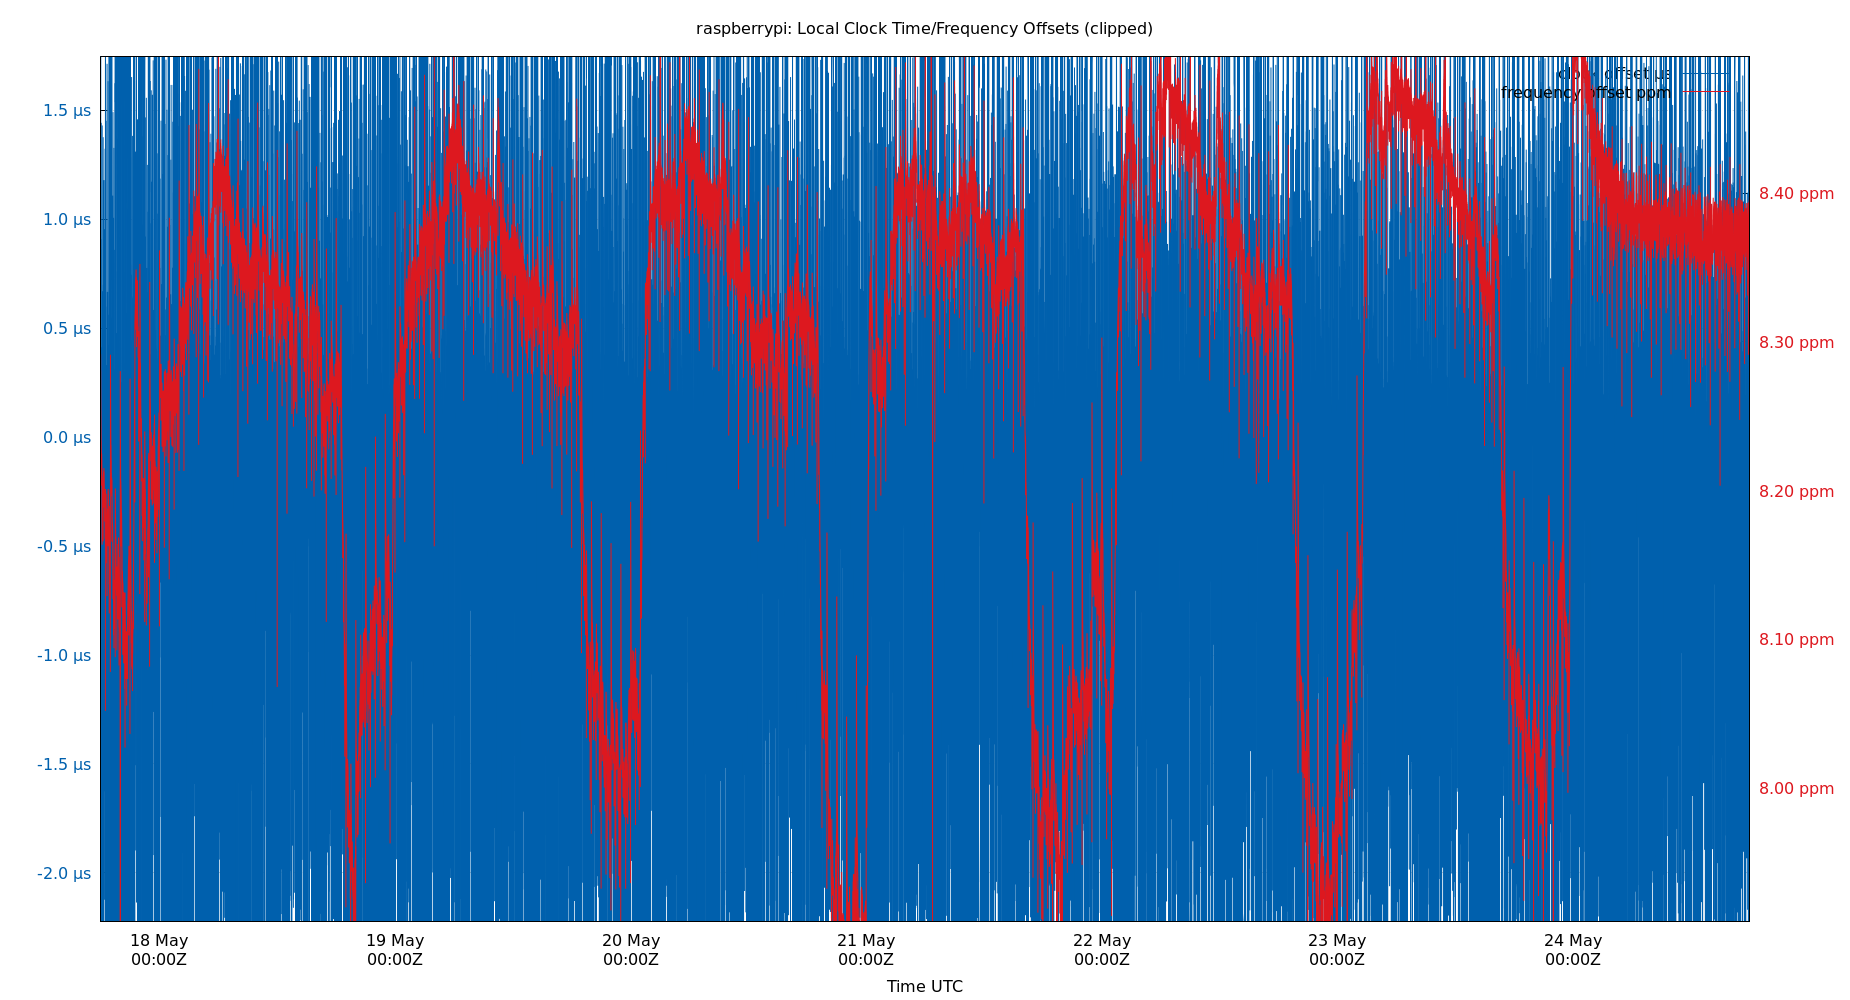 raspberrypi: Local Clock Time/Frequency Offsets (clipped)
clock offset µs
frequency offset ppm
1.5 µs
1.0 µs
0.5 µs
0.0 µs
-0.5 µs
-1.0 µs
-1.5 µs
-2.0 µs
8.40 ppm
8.30 ppm
8.20 ppm
8.10 ppm
8.00 ppm
18 May
00:00Z
19 May
00:00Z
20 May
00:00Z
21 May
00:00Z
22 May
00:00Z
23 May
00:00Z
24 May
00:00Z
Time UTC